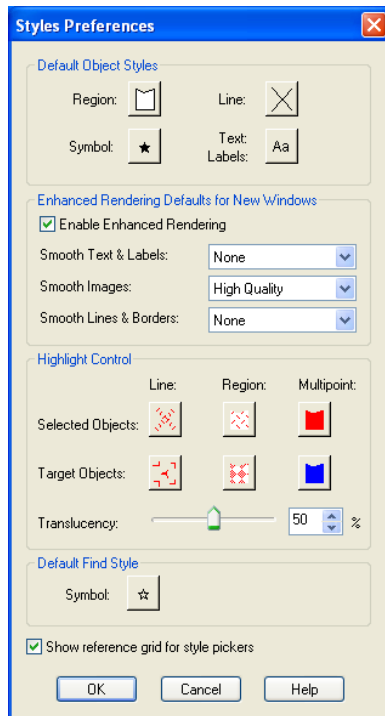 Styles Preferences
Default Object Styles
Region:
Line:
Symbol:
Text:
Labels:
Aa
Enhanced Rendering Defaults for New Windows
Enable Enhanced Rendering
Smooth Text & Labels: None
Smooth Images: High Quality
Smooth Lines & Borders: None
Highlight Control
Line: Region: Multipoint:
Selected Objects:
Target Objects:
Translucency: 50 %
Default Find Style
Symbol:
Show reference grid for style pickers
OK Cancel Help